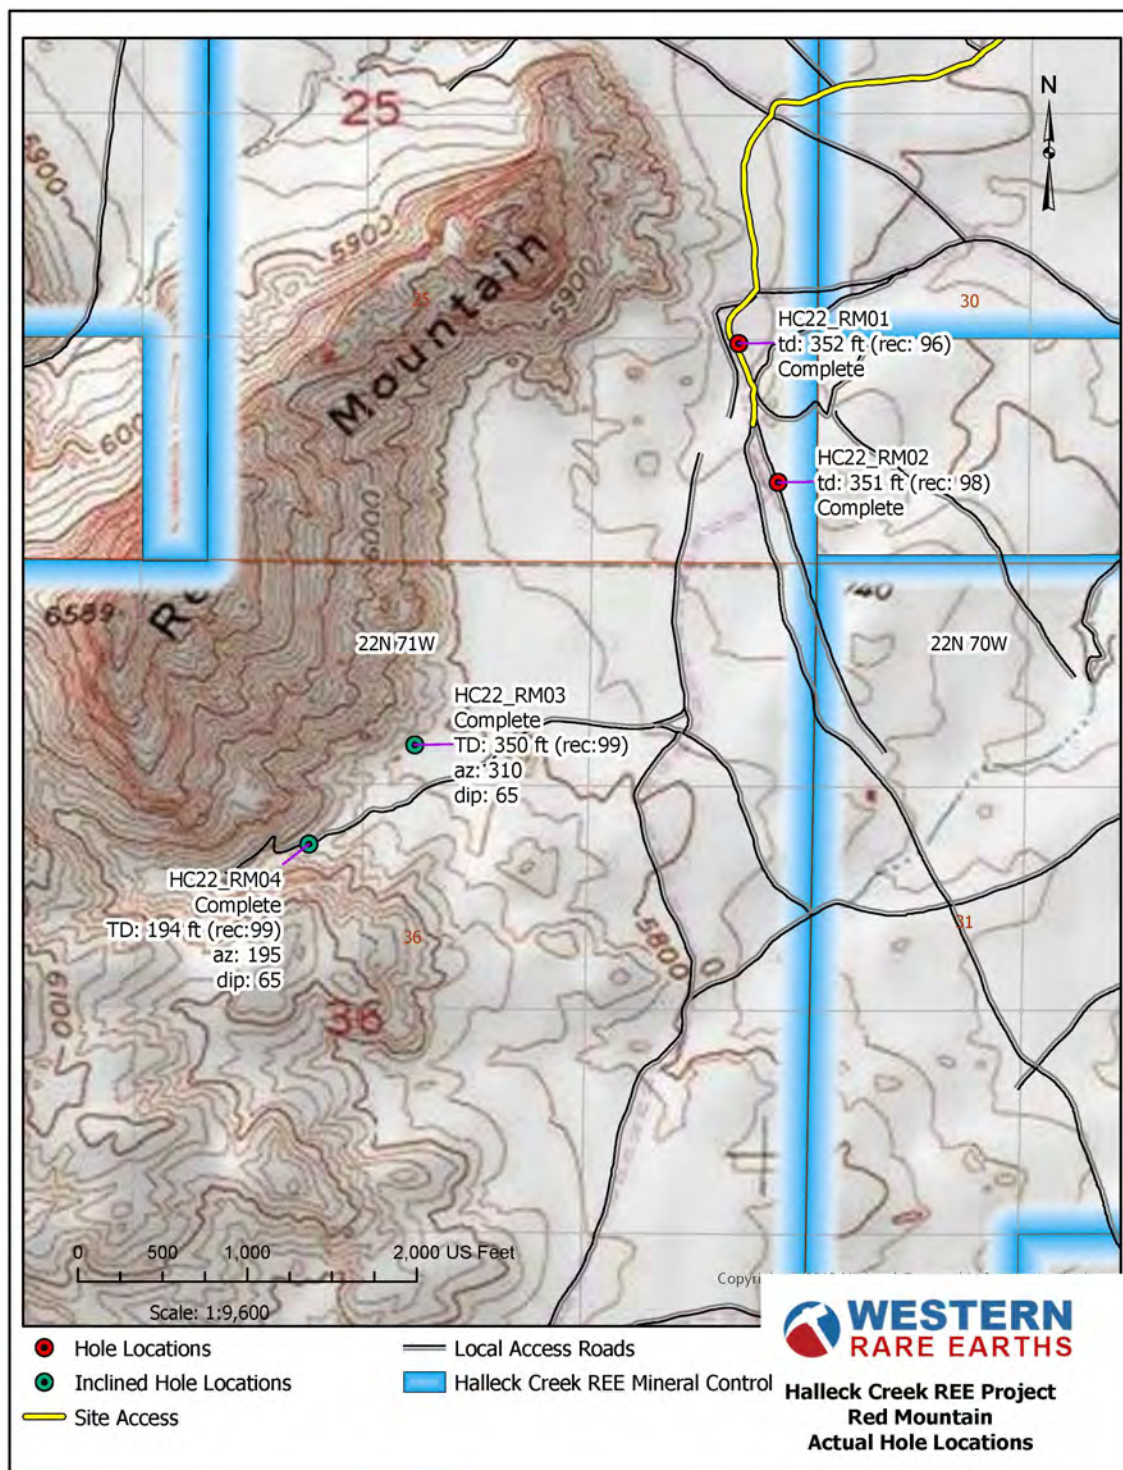 25
N
5900
5900
5900
Mountain
25
30
HC22_RM01
td: 352 ft (rec: 96)
Complete
600
HC22_RM02
td: 351 ft (rec: 98)
Complete
6000
6589
22N 71W
22N 70W
HC22_RM03
Complete
TD: 350 ft (rec:99)
az: 310
dip: 65
HC22_RM04
Complete
TD: 194 ft (rec:99)
az: 195
dip: 65
36
31
5800
6100
36
0 500 1,000 2,000 US Feet
Scale: 1:9,600
WESTERN
RARE EARTHS
Hole Locations
Inclined Hole Locations
Site Access
Local Access Roads
Halleck Creek REE Mineral Control
Halleck Creek REE Project
Red Mountain
Actual Hole Locations